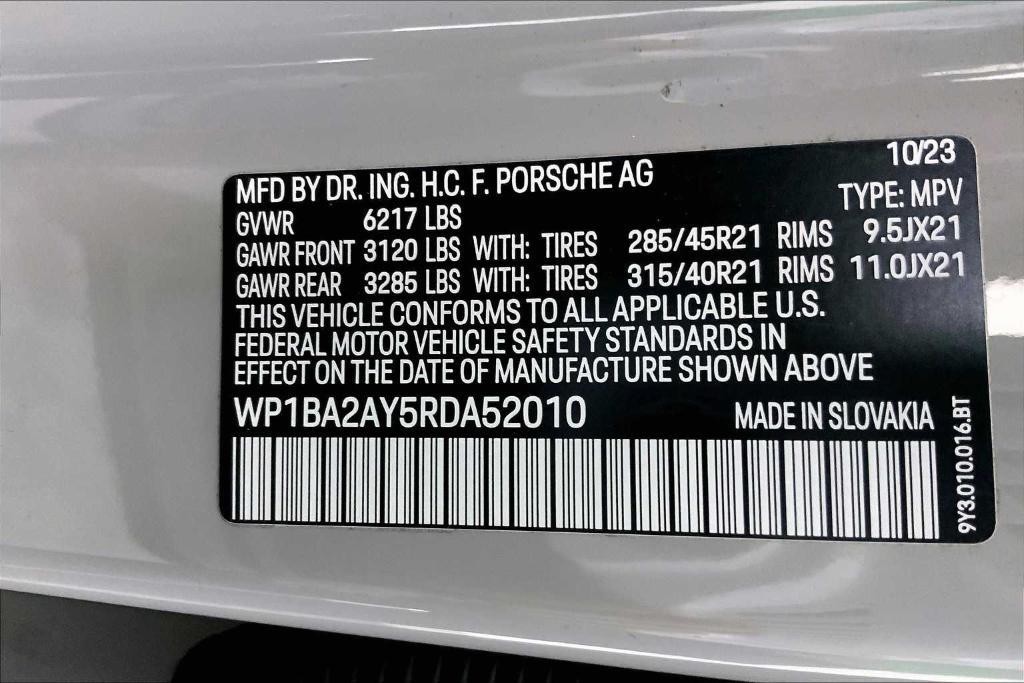 10/23
MFD BY DR. ING. H.C. F. PORSCHE AG
TYPE: MPV
GVWR 6217 LBS
GAWR FRONT 3120 LBS WITH: TIRES 285/45R21 RIMS 9.5JX21
GAWR REAR 3285 LBS WITH: TIRES 315/40R21 RIMS 11.0JX21
THIS VEHICLE CONFORMS TO ALL APPLICABLE U.S.
FEDERAL MOTOR VEHICLE SAFETY STANDARDS IN
EFFECT ON THE DATE OF MANUFACTURE SHOWN ABOVE
WP1BA2AY5RDA52010 MADE IN SLOVAKIA
9Y3.010.016.BT